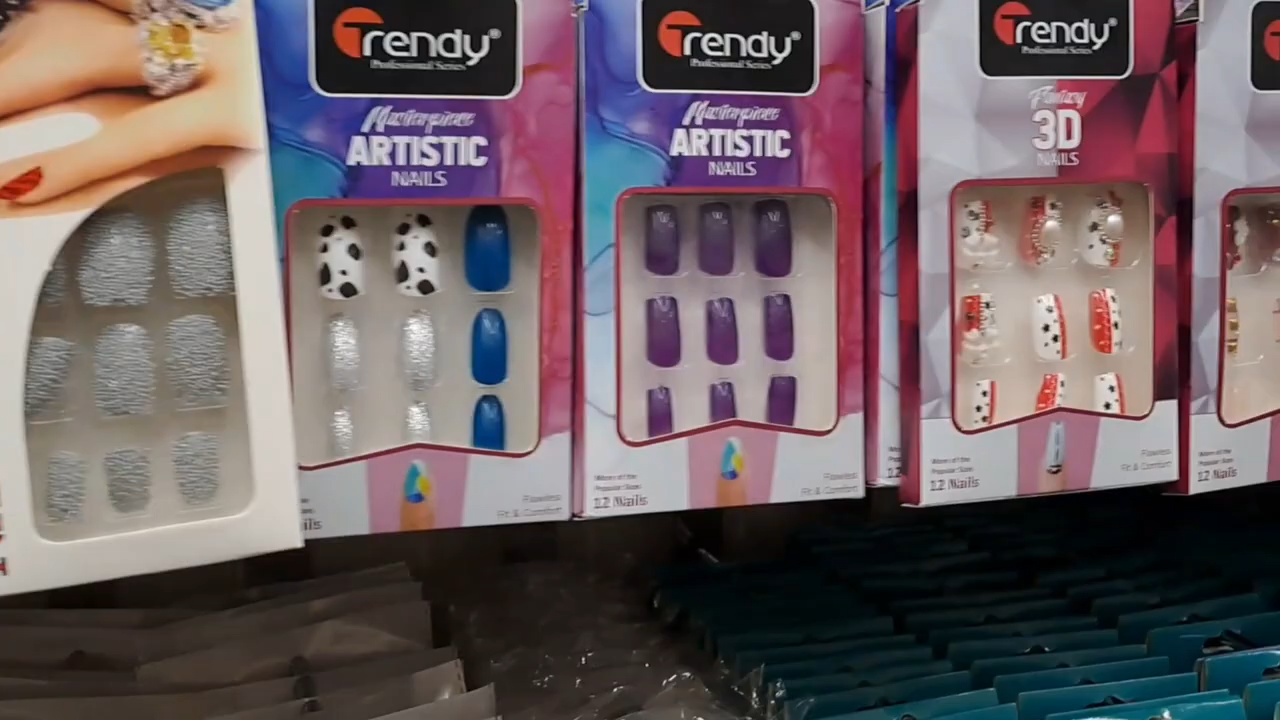 Trendy®
Professional Series
Masterpiece
ARTISTIC
NAILS
Flawless
Fit & Comfort
Trendy®
Professional Series
Masterpiece
ARTISTIC
NAILS
12 Nails
Flawless
Fit & Comfort
Trendy®
Professional Series
3D
NAILS
12 Nails
Flawless
Fit & Comfort
12 Nails